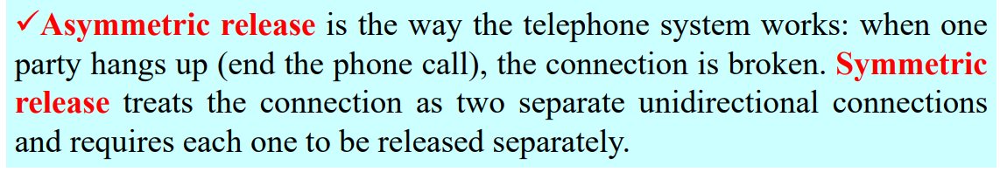 ✓Asymmetric release is the way the telephone system works: when one
party hangs up (end the phone call), the connection is broken. Symmetric
release treats the connection as two separate unidirectional connections
and requires each one to be released separately.